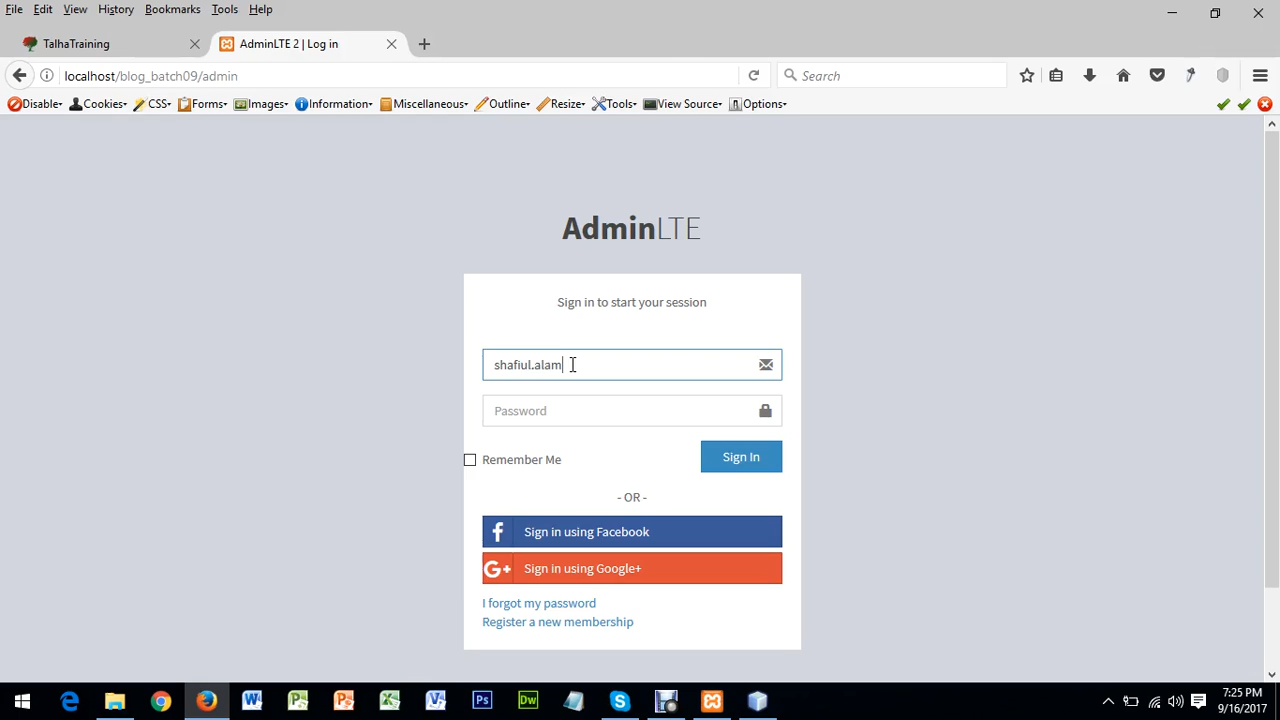 File Edit View History Bookmarks Tools Help
TalhaTraining
AdminLTE 2 | Log in
localhost/blog_batch09/admin
Search
Disable Cookies CSS Forms Images Information Miscellaneous Outline Resize Tools View Source Options
AdminLTE
Sign in to start your session
shafiul.alam
Password
Remember Me
Sign In
- OR -
f Sign in using Facebook
G+ Sign in using Google+
I forgot my password
Register a new membership
7:25 PM
9/16/2017